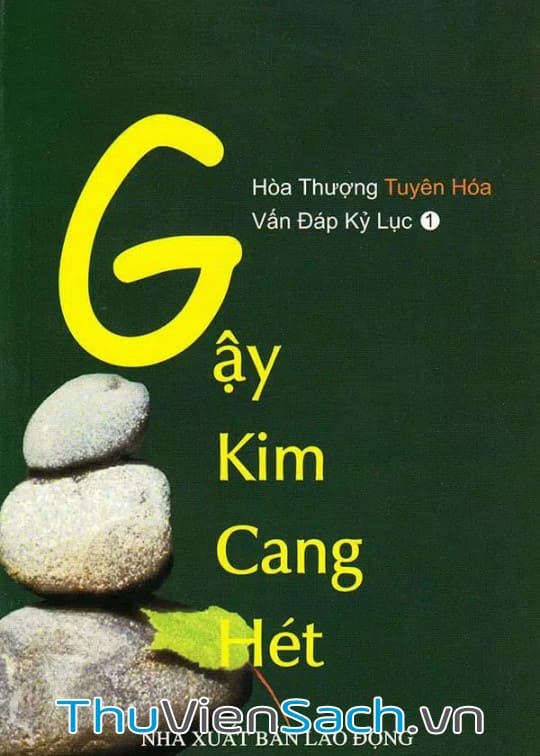 Hòa Thượng Tuyên Hóa
Vấn Đáp Kỷ Lục 1
Gậy
Kim
Cang
Hét
ThuVienSach.vn
NHÀ XUẤT BẢN LAO ĐỘNG